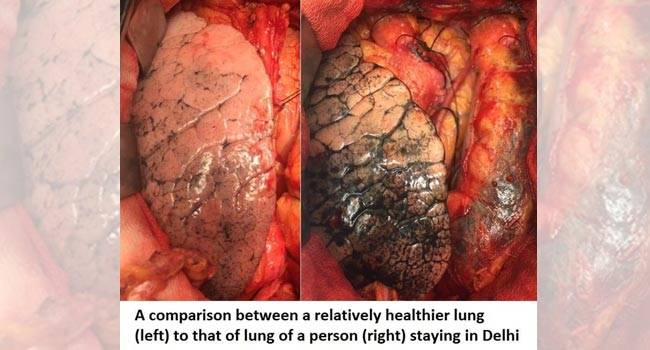 A comparison between a relatively healthier lung
(left) to that of lung of a person (right) staying in Delhi